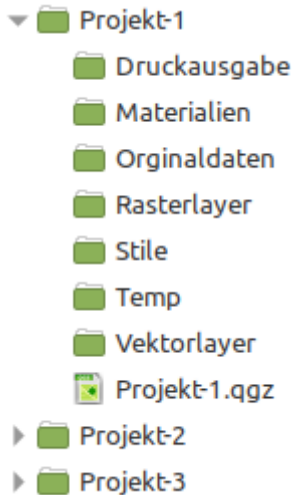 Projekt-1
Druckausgabe
Materialien
Orginaldaten
Rasterlayer
Stile
Temp
Vektorlayer
Projekt-1.qgz
Projekt-2
Projekt-3